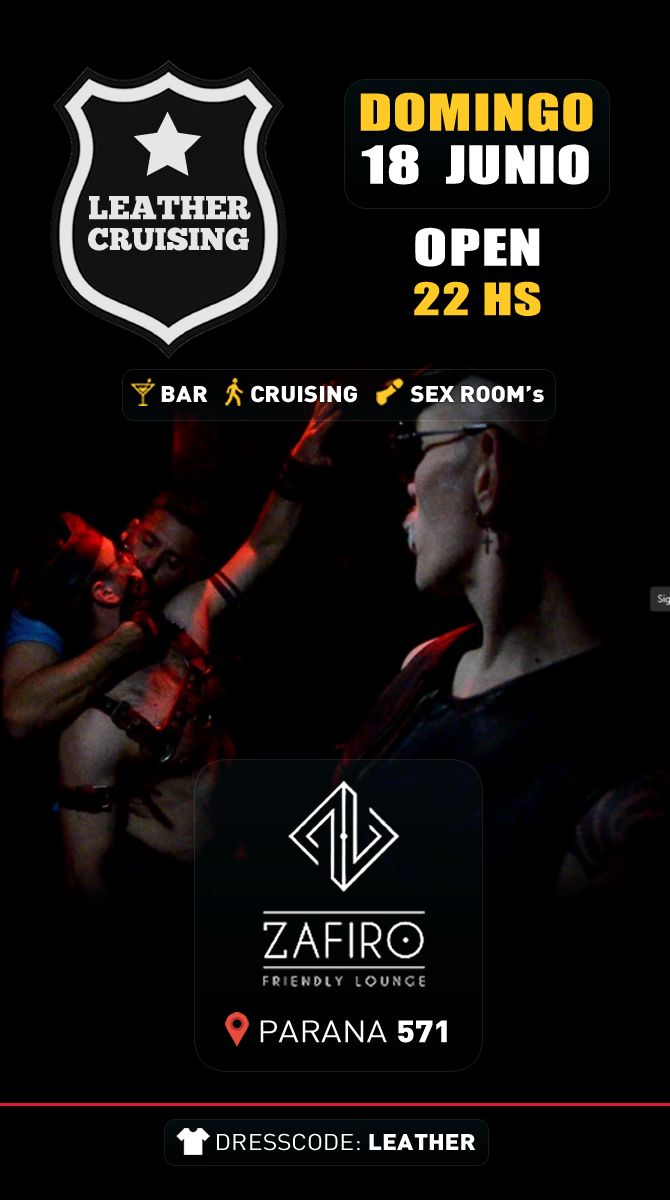 LEATHER
CRUISING
DOMINGO
18 JUNIO
OPEN
22 HS
BAR CRUISING SEX ROOM's
Sig
ZAFIRO
FRIENDLY LOUNGE
PARANA 571
DRESSCODE: LEATHER